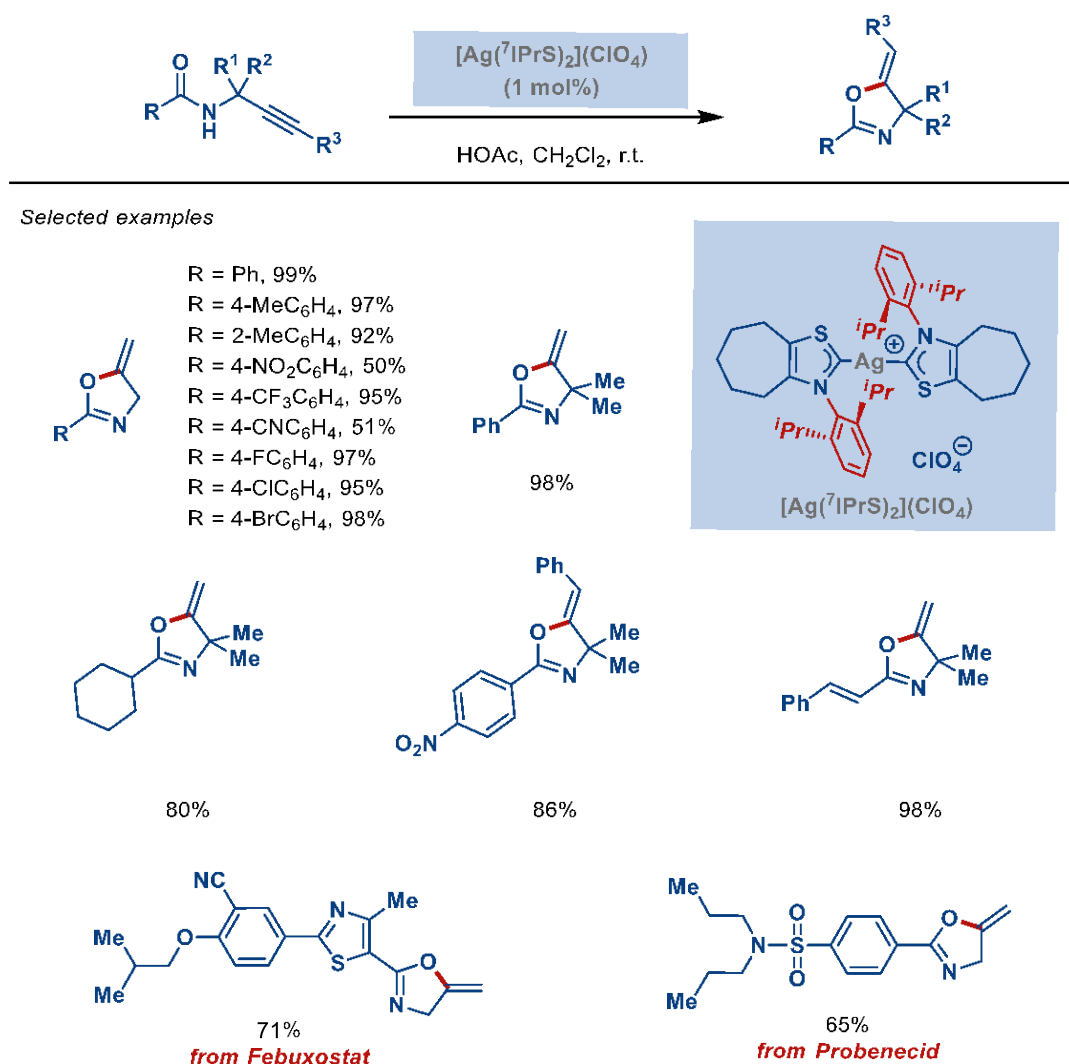 O
R
N
H
R¹ R²
R³
[Ag(⁷IPrS)₂](ClO₄)
(1 mol%)
HOAc, CH₂Cl₂, r.t.
R³
O
R
N
R¹
R²
Selected examples
O
R
N
R = Ph, 99%
R = 4-MeC₆H₄, 97%
R = 2-MeC₆H₄, 92%
R = 4-NO₂C₆H₄, 50%
R = 4-CF₃C₆H₄, 95%
R = 4-CNC₆H₄, 51%
R = 4-FC₆H₄, 97%
R = 4-ClC₆H₄, 95%
R = 4-BrC₆H₄, 98%
O
Ph
N
Me
Me
98%
S
N
ⁱPr
ⁱPr
Ag
⊕
N
S
ⁱPr
ⁱPr
ClO₄⊖
[Ag(⁷IPrS)₂](ClO₄)
O
N
Me
Me
80%
Ph
O
N
Me
Me
O₂N
86%
Ph
O
N
Me
Me
98%
NC
Me
Me
O
N
S
Me
O
N
71%
from Febuxostat
Me
Me
N
O
S
O
O
N
65%
from Probenecid